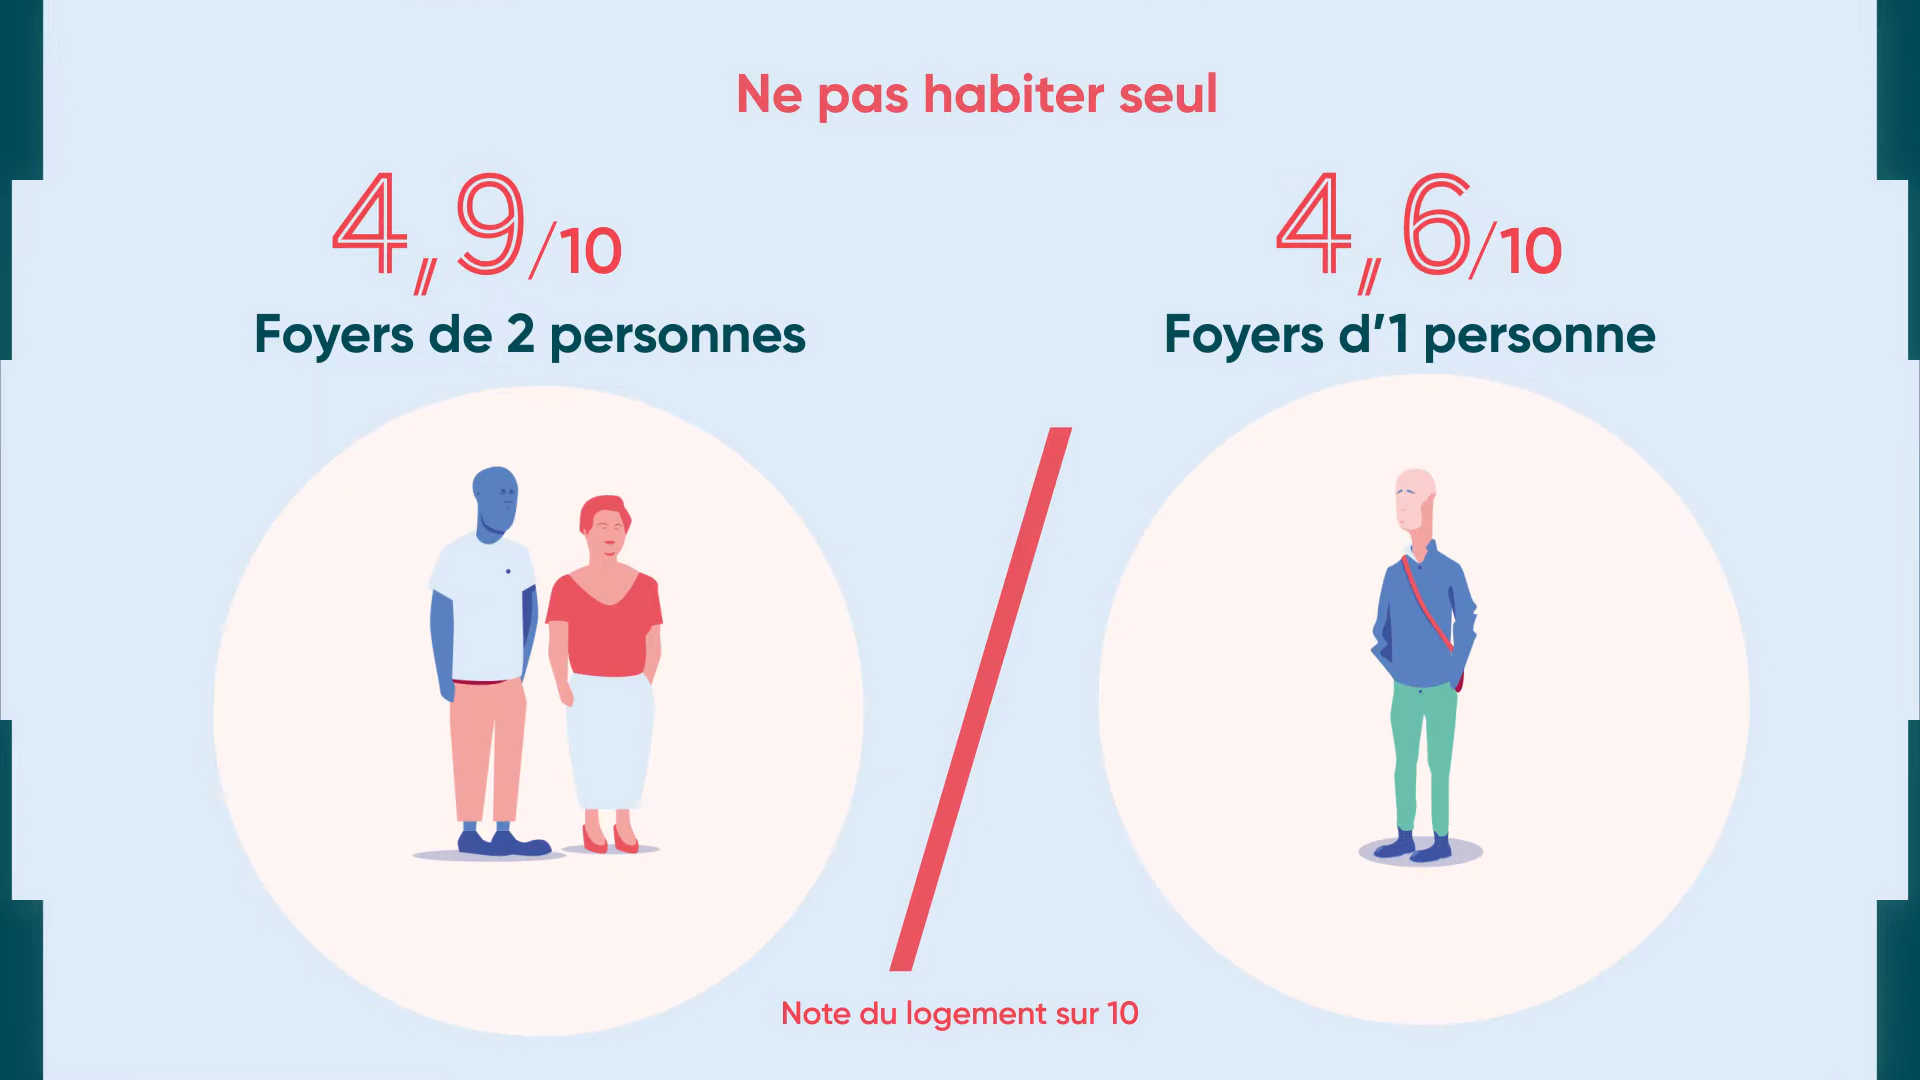 Ne pas habiter seul
4,9/10
4,6/10
Foyers de 2 personnes
Foyers d’1 personne
Note du logement sur 10